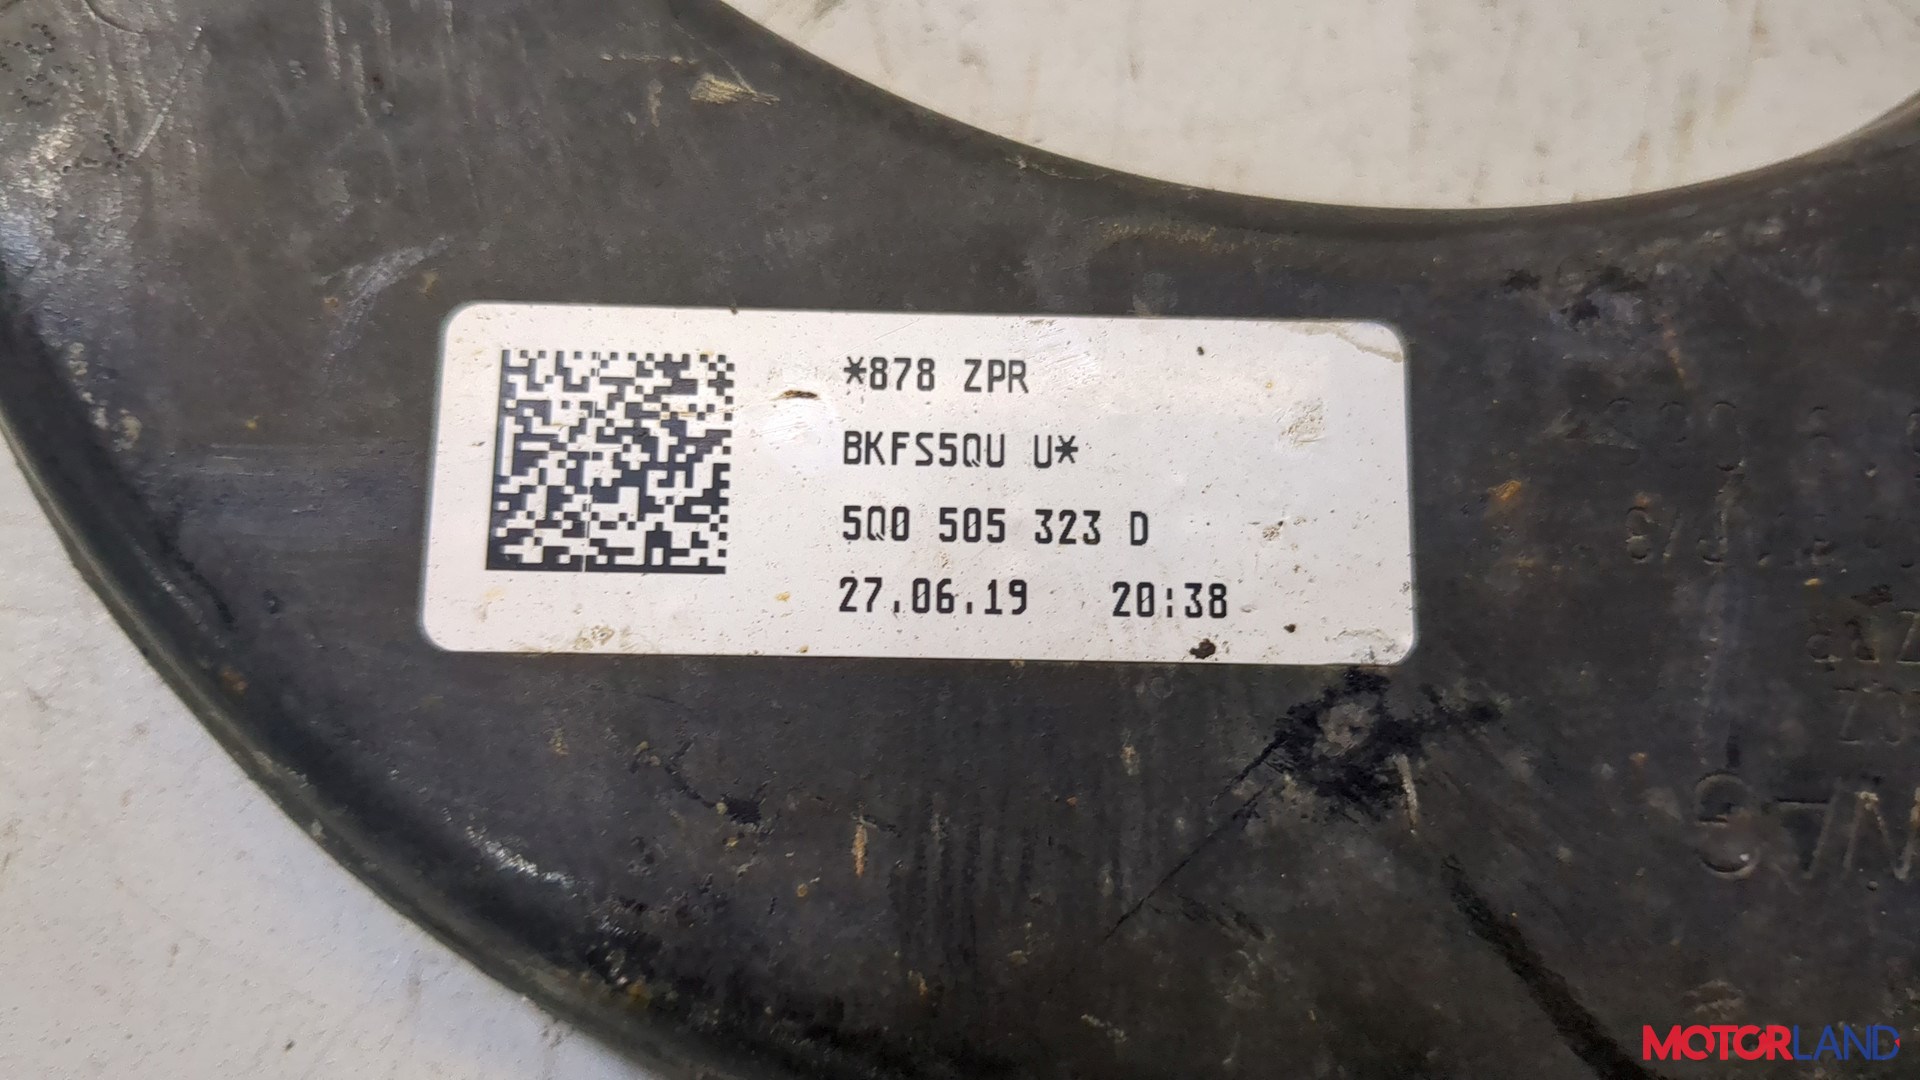 *878 ZPR
BKFS5QU U*
5Q0 505 323 D
27.06.19 20:38
MOTORLAND